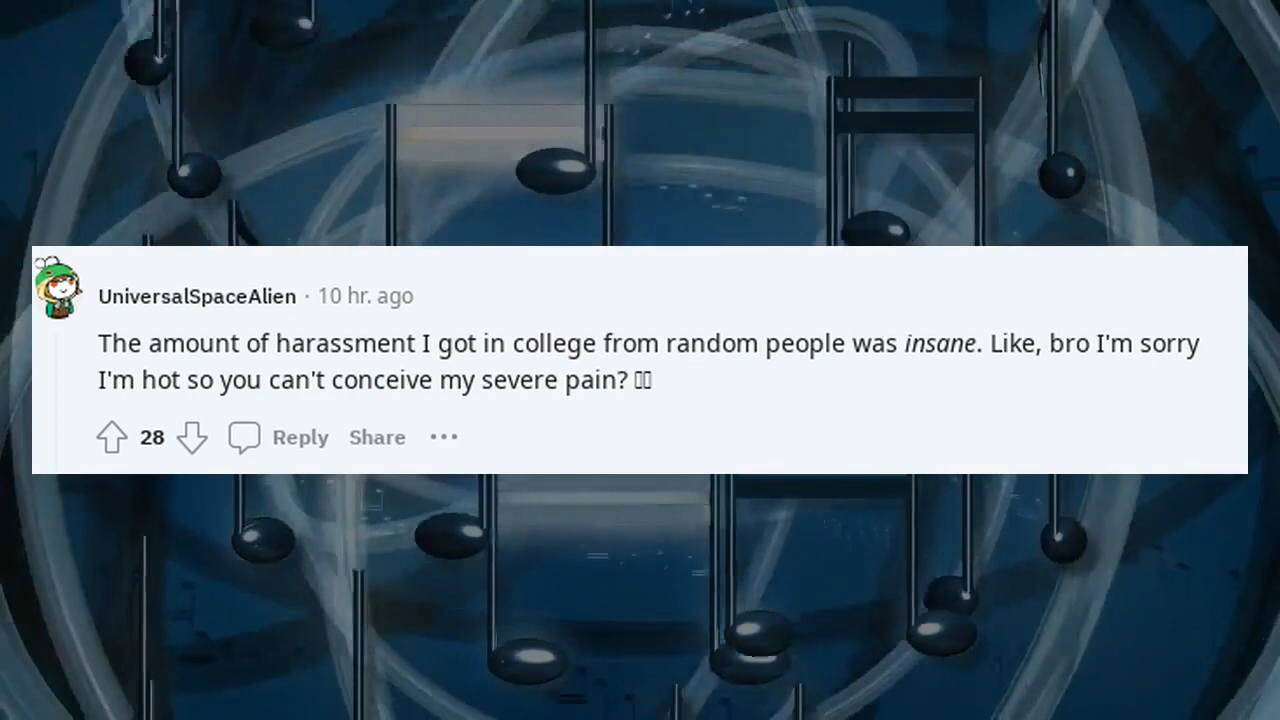 UniversalSpaceAlien · 10 hr. ago
The amount of harassment I got in college from random people was insane. Like, bro I'm sorry
I'm hot so you can't conceive my severe pain? ▯▯
28 Reply Share •••